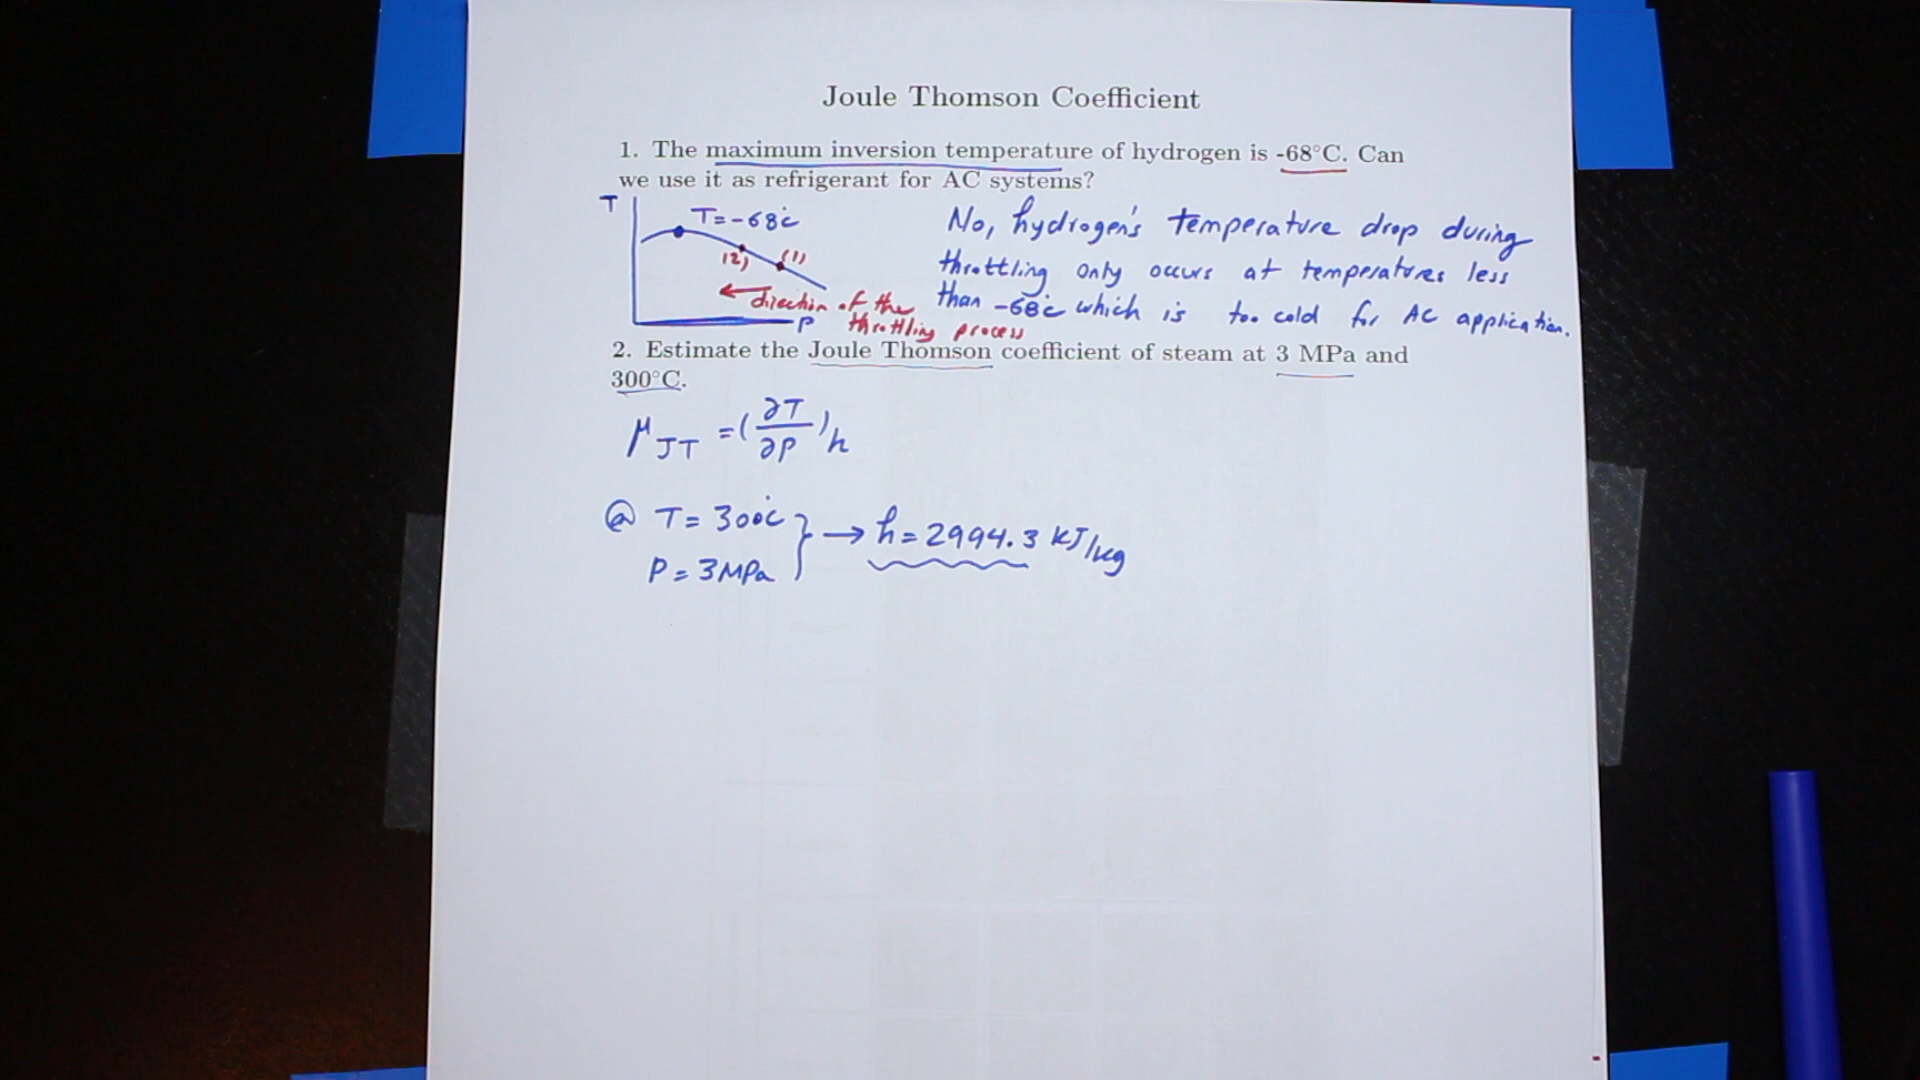 Joule Thomson Coefficient
1. The maximum inversion temperature of hydrogen is -68°C. Can
we use it as refrigerant for AC systems?
T
T=-68°c
(2)
(1)
direction of the
throttling process
P
No, hydrogen's temperature drop during
throttling only occurs at temperatures less
than -68°c which is too cold for AC application.
2. Estimate the Joule Thomson coefficient of steam at 3 MPa and
300°C.
μJT = (∂T/∂P)h
@ T= 300°c } → h = 2994.3 kJ/kg
P = 3MPa